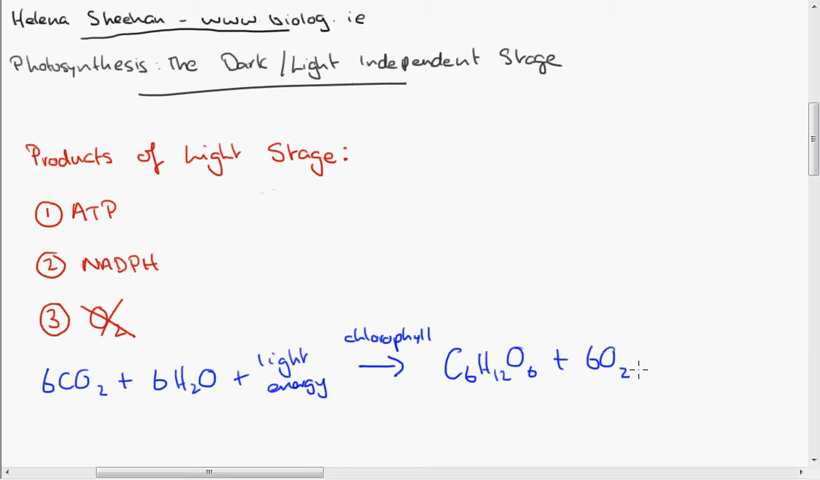 Helena Sheehan - www biolog.ie
Photosynthesis: The Dark/Light Independent Stage
Products of Light Stage:
① ATP
② NADPH
③ O₂
6CO₂ + 6H₂O + light energy chlorophyll → C₆H₁₂O₆ + 6O₂